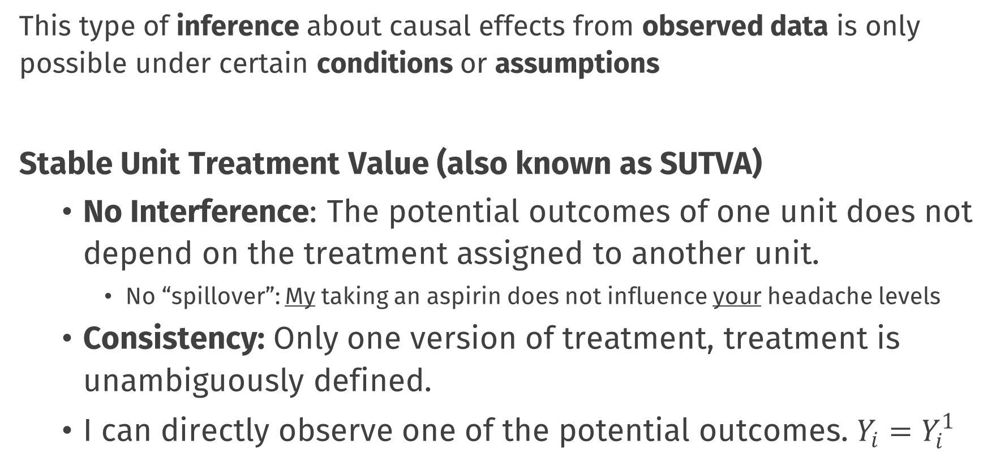 This type of inference about causal effects from observed data is only
possible under certain conditions or assumptions
Stable Unit Treatment Value (also known as SUTVA)
• No Interference: The potential outcomes of one unit does not
depend on the treatment assigned to another unit.
• No “spillover”: My taking an aspirin does not influence your headache levels
• Consistency: Only one version of treatment, treatment is
unambiguously defined.
• I can directly observe one of the potential outcomes. $Y_i = Y_i^1$